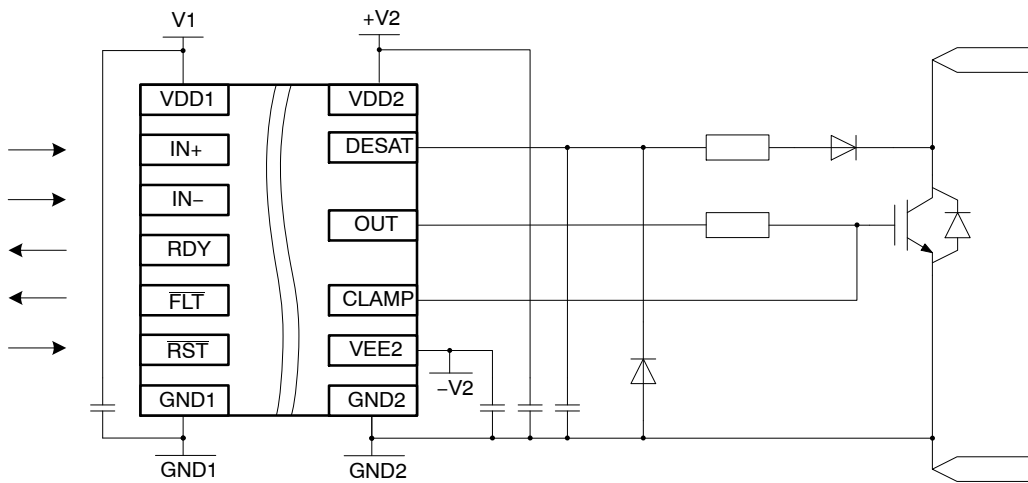 V1
+V2
VDD1
VDD2
IN+
DESAT
IN−
OUT
RDY
FLT
CLAMP
RST
VEE2
−V2
GND1
GND2
GND1
GND2